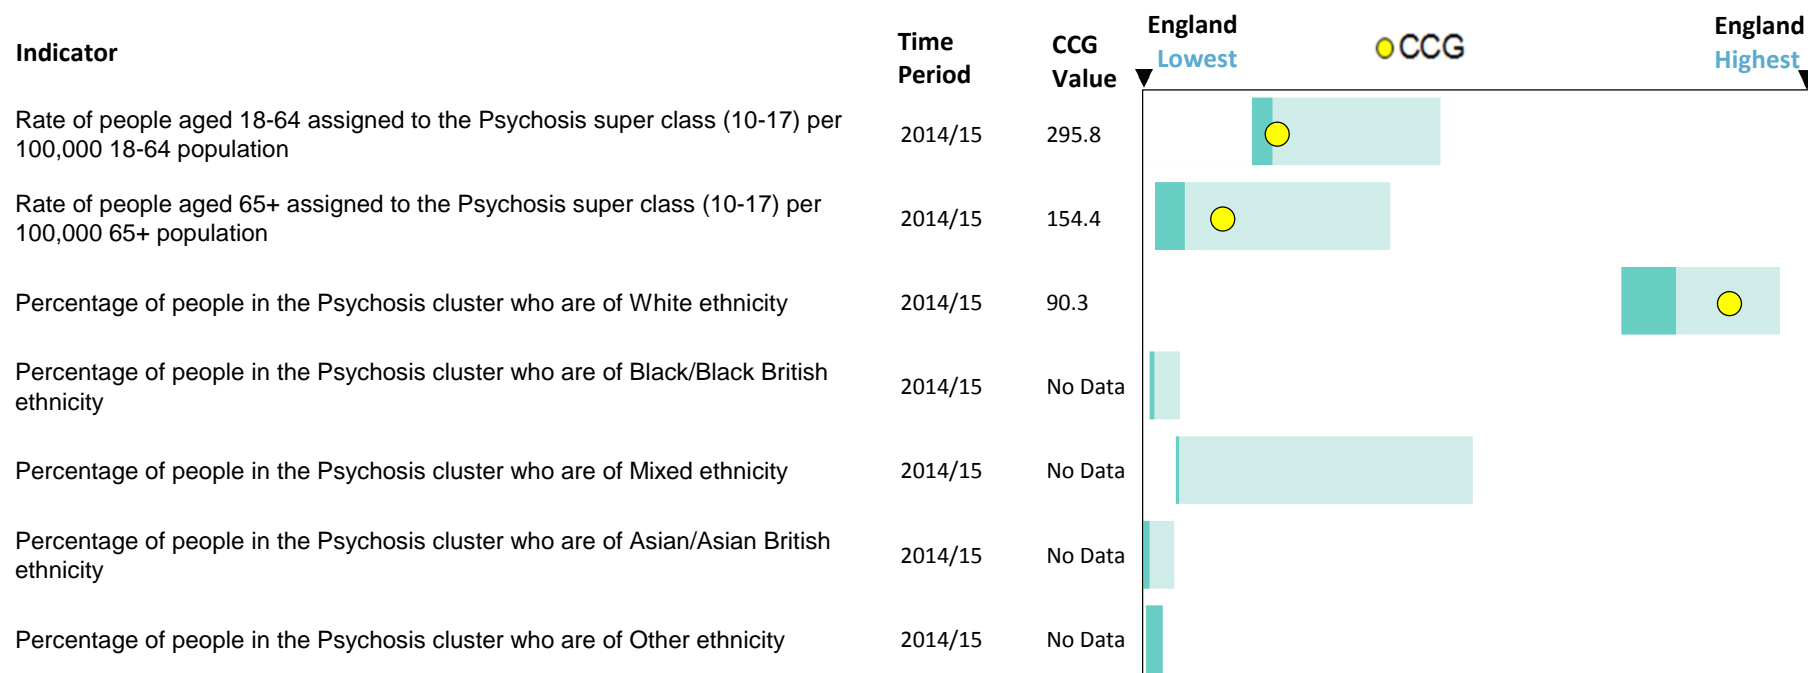 Indicator
Time
Period
CCG
Value
England
Lowest
CCG
England
Highest
Rate of people aged 18-64 assigned to the Psychosis super class (10-17) per
100,000 18-64 population
2014/15
295.8
Rate of people aged 65+ assigned to the Psychosis super class (10-17) per
100,000 65+ population
2014/15
154.4
Percentage of people in the Psychosis cluster who are of White ethnicity
2014/15
90.3
Percentage of people in the Psychosis cluster who are of Black/Black British
ethnicity
2014/15
No Data
Percentage of people in the Psychosis cluster who are of Mixed ethnicity
2014/15
No Data
Percentage of people in the Psychosis cluster who are of Asian/Asian British
ethnicity
2014/15
No Data
Percentage of people in the Psychosis cluster who are of Other ethnicity
2014/15
No Data